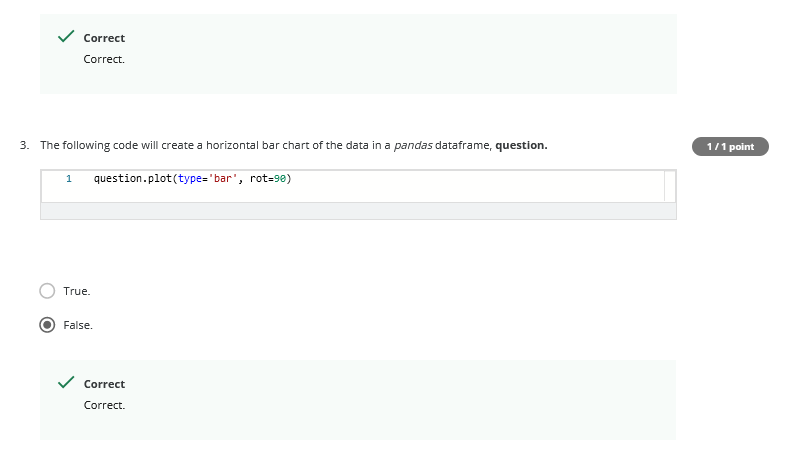 Correct
Correct.
3. The following code will create a horizontal bar chart of the data in a pandas dataframe, question.
1 / 1 point
1 question.plot(type='bar', rot=90)
True.
False.
Correct
Correct.